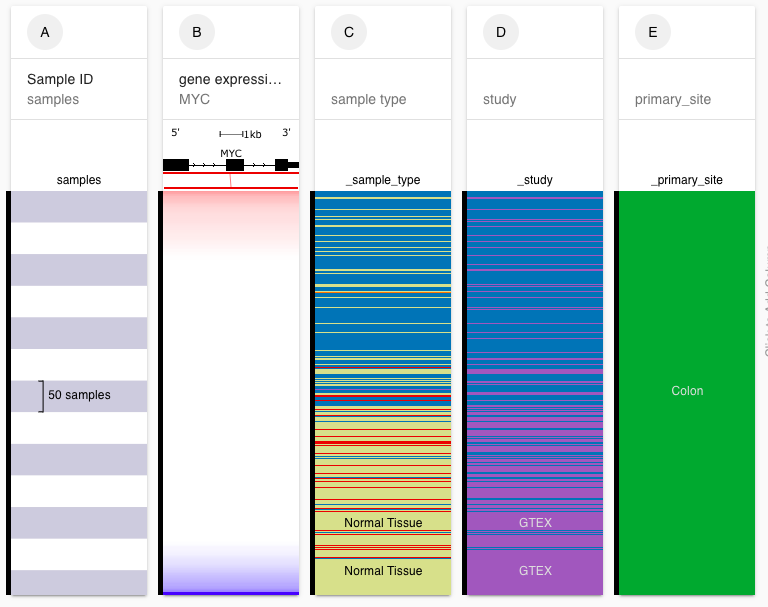 A
B
C
D
E
Sample ID
samples
gene expressi...
MYC
sample type
study
primary_site
5'
1kb
3'
MYC
samples
_sample_type
_study
_primary_site
50 samples
Colon
Normal Tissue
GTEX
Normal Tissue
GTEX